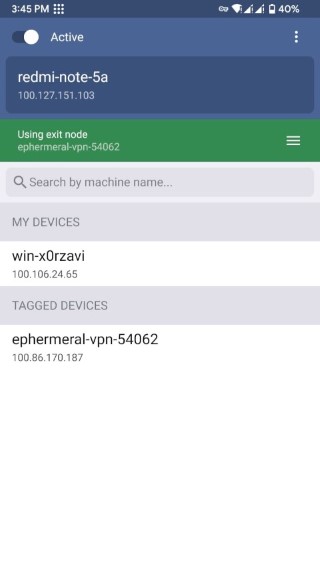 3:45 PM
40%
Active
redmi-note-5a
100.127.151.103
Using exit node
ephermeral-vpn-54062
Search by machine name...
MY DEVICES
win-x0rzavi
100.106.24.65
TAGGED DEVICES
ephermeral-vpn-54062
100.86.170.187